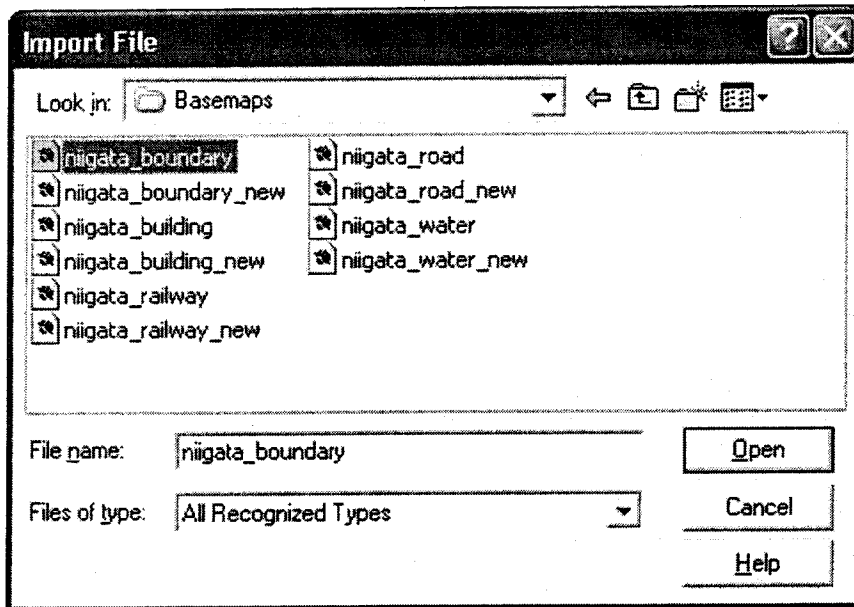 Import File
Look in: Basemaps
niigata_boundary
niigata_boundary_new
niigata_building
niigata_building_new
niigata_railway
niigata_railway_new
niigata_road
niigata_road_new
niigata_water
niigata_water_new
File name: niigata_boundary
Open
Files of type: All Recognized Types
Cancel
Help